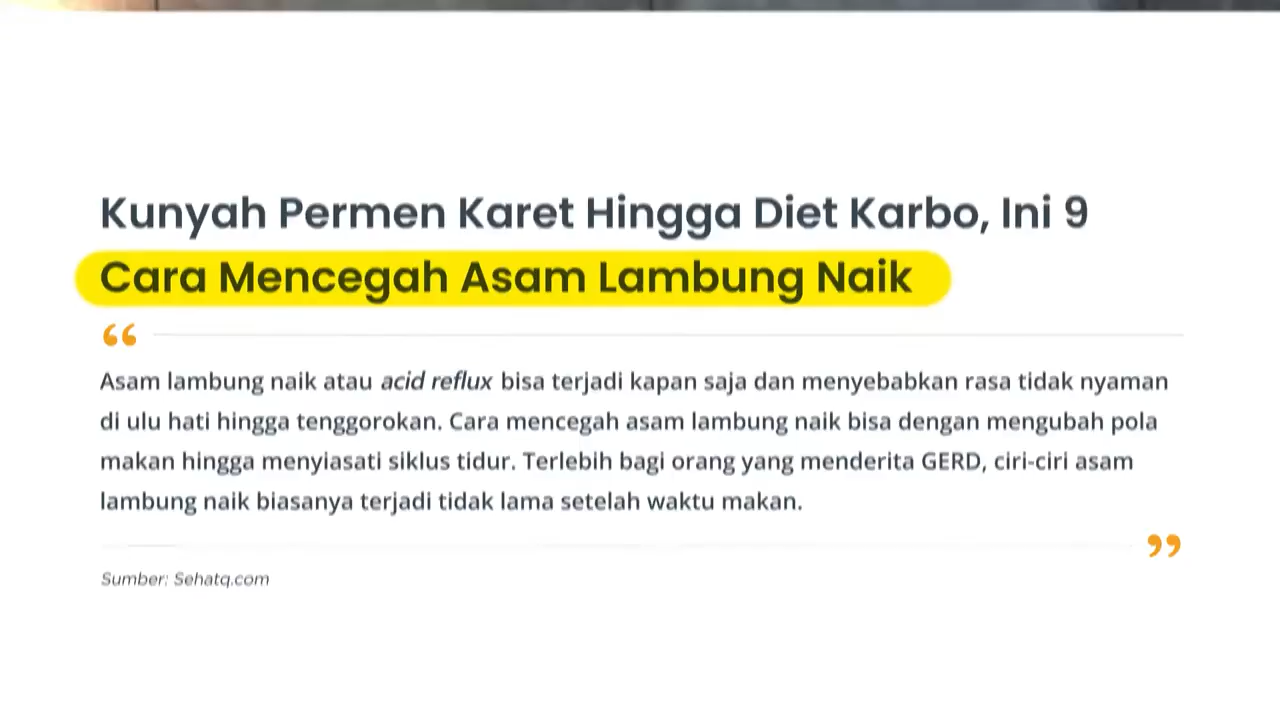 Kunyah Permen Karet Hingga Diet Karbo, Ini 9
Cara Mencegah Asam Lambung Naik
“
Asam lambung naik atau acid reflux bisa terjadi kapan saja dan menyebabkan rasa tidak nyaman
di ulu hati hingga tenggorokan. Cara mencegah asam lambung naik bisa dengan mengubah pola
makan hingga menyiasati siklus tidur. Terlebih bagi orang yang menderita GERD, ciri-ciri asam
lambung naik biasanya terjadi tidak lama setelah waktu makan.
”
Sumber: Sehatq.com